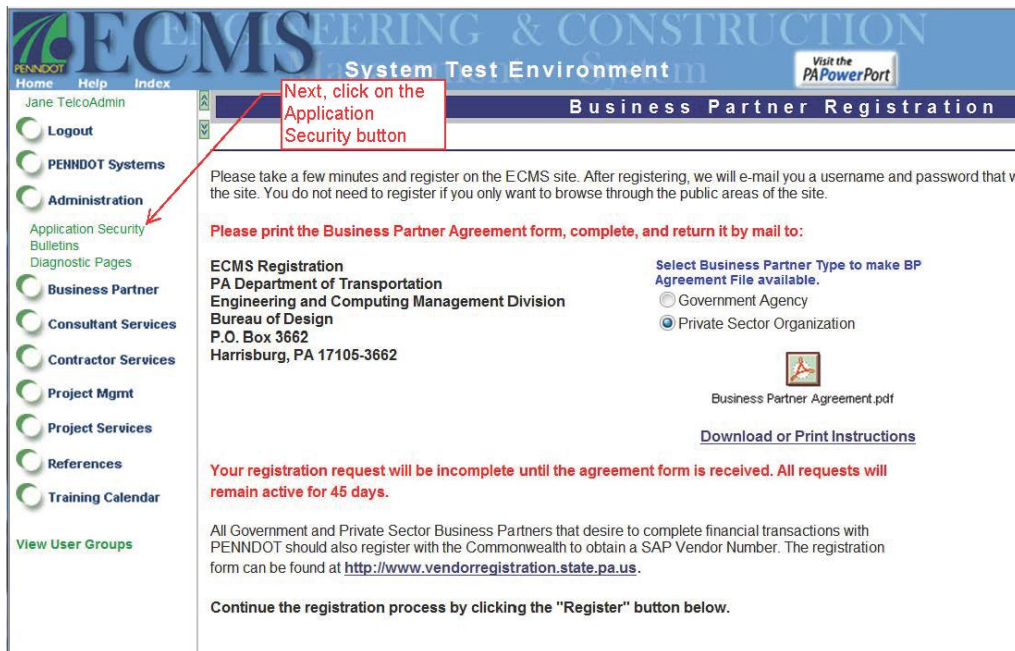 ENGINEERING & CONSTRUCTION
ECMS
Management System
System Test Environment
PENNDOT
Visit the
PAPowerPort
Home Help Index
Jane TelcoAdmin
Logout
PENNDOT Systems
Administration
Application Security
Bulletins
Diagnostic Pages
Business Partner
Consultant Services
Contractor Services
Project Mgmt
Project Services
References
Training Calendar
View User Groups
Next, click on the
Application
Security button
Business Partner Registration
Please take a few minutes and register on the ECMS site. After registering, we will e-mail you a username and password that w
the site. You do not need to register if you only want to browse through the public areas of the site.
Please print the Business Partner Agreement form, complete, and return it by mail to:
ECMS Registration
PA Department of Transportation
Engineering and Computing Management Division
Bureau of Design
P.O. Box 3662
Harrisburg, PA 17105-3662
Select Business Partner Type to make BP
Agreement File available.
Government Agency
Private Sector Organization
Business Partner Agreement.pdf
Download or Print Instructions
Your registration request will be incomplete until the agreement form is received. All requests will
remain active for 45 days.
All Government and Private Sector Business Partners that desire to complete financial transactions with
PENNDOT should also register with the Commonwealth to obtain a SAP Vendor Number. The registration
form can be found at http://www.vendorregistration.state.pa.us.
Continue the registration process by clicking the "Register" button below.